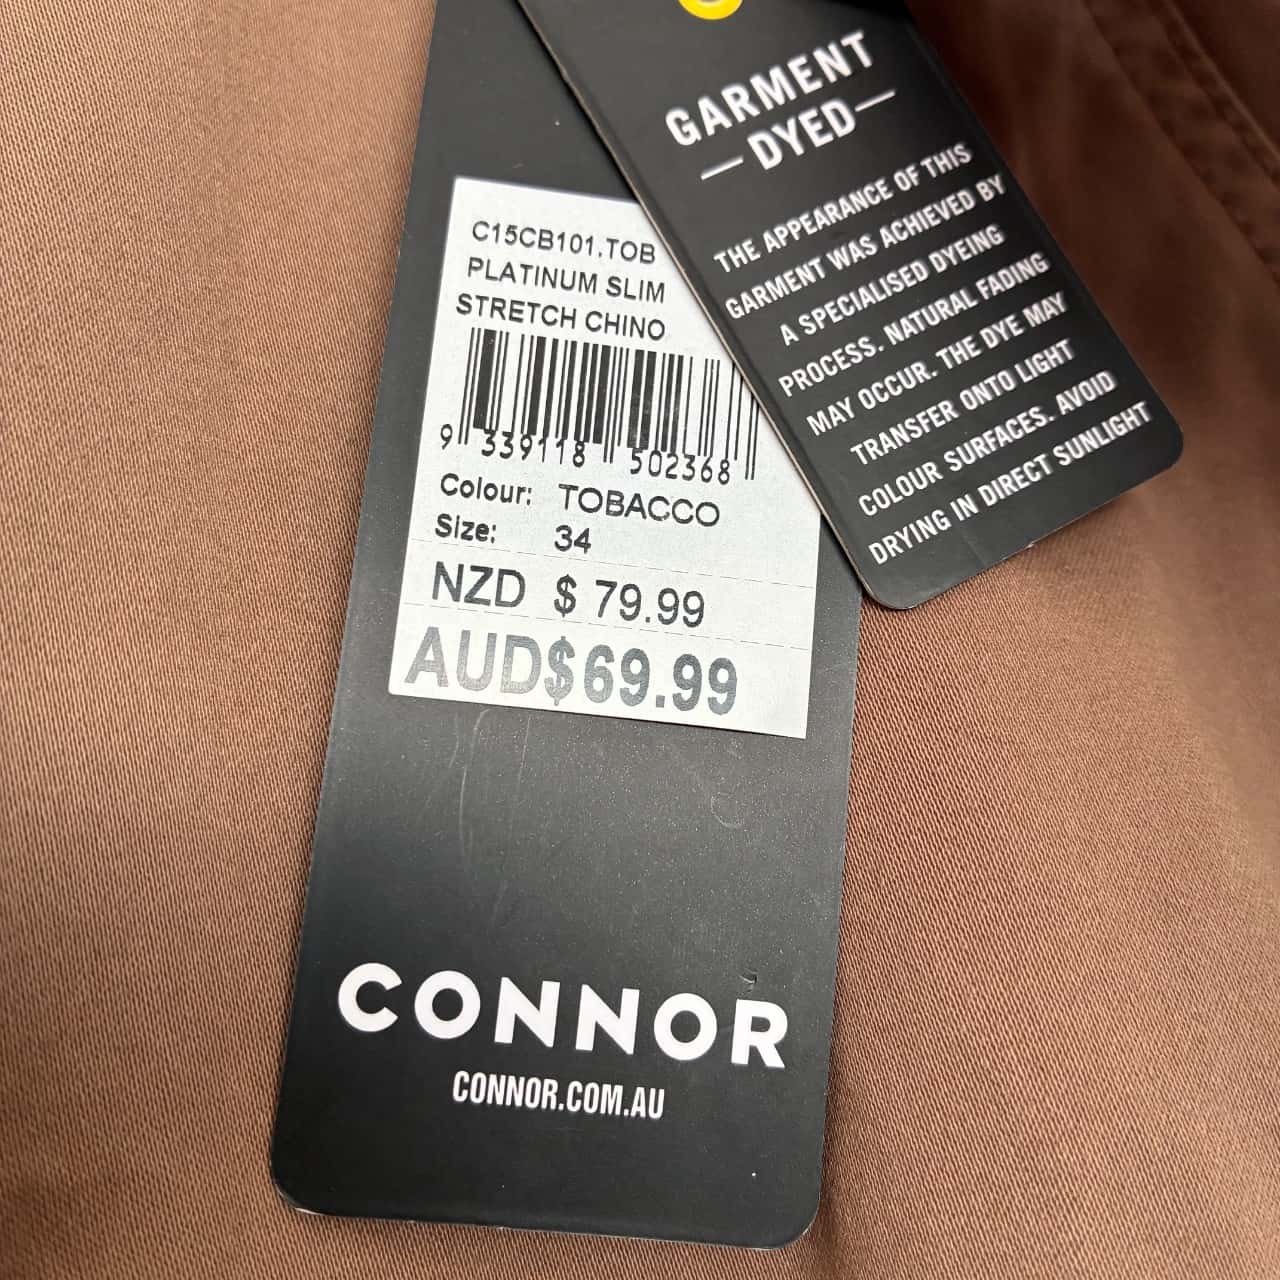 GARMENT
DYED
THE APPEARANCE OF THIS
GARMENT WAS ACHIEVED BY
A SPECIALISED DYEING
PROCESS. NATURAL FADING
MAY OCCUR. THE DYE MAY
TRANSFER ONTO LIGHT
COLOUR SURFACES. AVOID
DRYING IN DIRECT SUNLIGHT
C15CB101.TOB
PLATINUM SLIM
STRETCH CHINO
9 339118 502368
Colour: TOBACCO
Size: 34
NZD $ 79.99
AUD$69.99
CONNOR
CONNOR.COM.AU